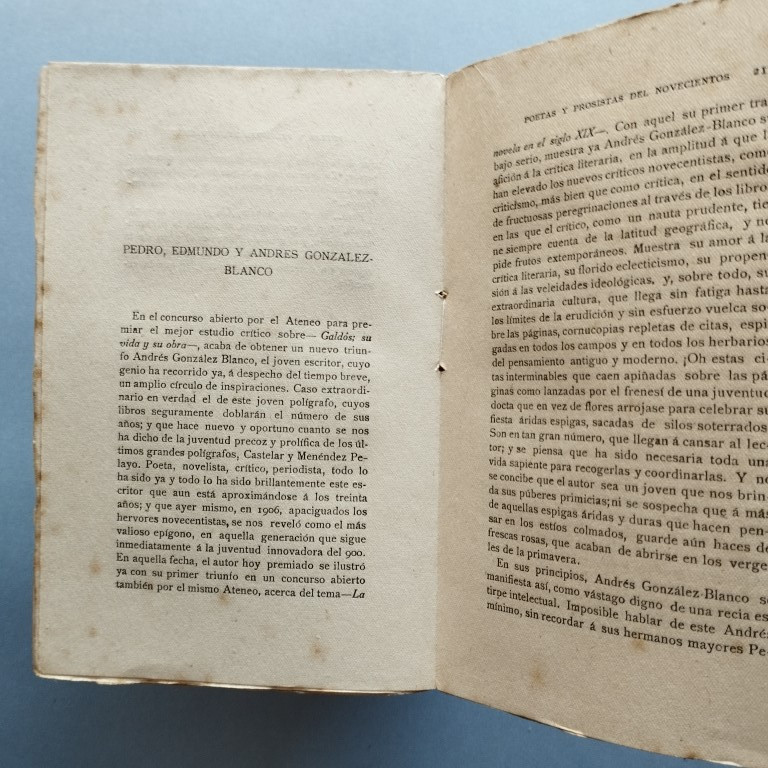 PEDRO, EDMUNDO Y ANDRES GONZALEZ-
BLANCO
En el concurso abierto por el Ateneo para pre-
miar el mejor estudio crítico sobre—Galdós; su
vida y su obra—, acaba de obtener un nuevo triun-
fo Andrés González Blanco, el joven escritor, cuyo
genio ha recorrido ya, á despecho del tiempo breve,
un amplio círculo de inspiraciones. Caso extraordi-
nario en verdad el de este joven polígrafo, cuyos
libros seguramente doblarán el número de sus
años; y que hace nuevo y oportuno cuanto se nos
ha dicho de la juventud precoz y prolífica de los úl-
timos grandes polígrafos, Castelar y Menéndez Pe-
layo. Poeta, novelista, crítico, periodista, todo lo
ha sido ya y todo lo ha sido brillantemente este es-
critor que aun está aproximándose á los treinta
años; y que ayer mismo, en 1906, apaciguados los
hervores novecentistas, se nos reveló como el más
valioso epígono, en aquella generación que sigue
inmediatamente á la juventud innovadora del 900.
En aquella fecha, el autor hoy premiado se ilustró
ya con su primer triunfo en un concurso abierto
también por el mismo Ateneo, acerca del tema—La
POETAS Y PROSISTAS DEL NOVECIENTOS 21
novela en el siglo XIX—. Con aquel su primer tra
bajo serio, muestra ya Andrés González-Blanco s
afición á la crítica literaria, en la amplitud á que l
han elevado los nuevos críticos novecentistas, com
criticismo, más bien que como crítica, en el sentid
de fructuosas peregrinaciones al través de los libro
en las que el crítico, como un nauta prudente, tie
ne siempre cuenta de la latitud geográfica, y n
pide frutos extemporáneos. Muestra su amor á l
crítica literaria, su florido eclecticismo, su propen
sión á las veleidades ideológicas, y, sobre todo, su
extraordinaria cultura, que llega sin fatiga hasta
los límites de la erudición y sin esfuerzo vuelca so
bre las páginas, cornucopias repletas de citas, espi
gadas en todos los campos y en todos los herbarios
del pensamiento antiguo y moderno. ¡Oh estas ci-
tas interminables que caen apiñadas sobre las pá
ginas como lanzadas por el frenesí de una juventud
docta que en vez de flores arrojase para celebrar su
fiesta áridas espigas, sacadas de silos soterrados.
Son en tan gran número, que llegan á cansar al lec-
tor; y se piensa que ha sido necesaria toda una
vida sapiente para recogerlas y coordinarlas. Y no
se concibe que el autor sea un joven que nos brin-
da sus púberes primicias; ni se sospecha que á más
de aquellas espigas áridas y duras que hacen pen-
sar en los estíos colmados, guarde aún haces de
frescas rosas, que acaban de abrirse en los verge
les de la primavera.
En sus principios, Andrés González-Blanco s
manifiesta así, como vástago digno de una recia es
tirpe intelectual. Imposible hablar de este André
mínimo, sin recordar á sus hermanos mayores Pe-